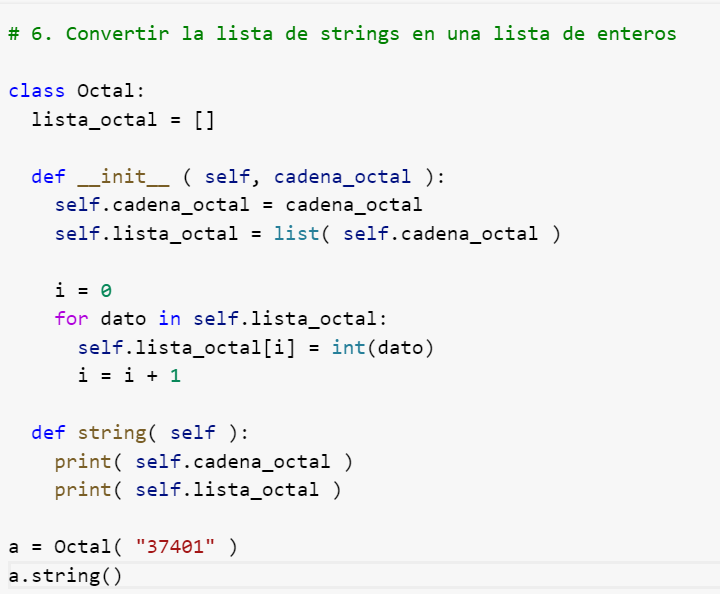 # 6. Convertir la lista de strings en una lista de enteros
class Octal:
  lista_octal = []
  def __init__ ( self, cadena_octal ):
    self.cadena_octal = cadena_octal
    self.lista_octal = list( self.cadena_octal )
    i = 0
    for dato in self.lista_octal:
      self.lista_octal[i] = int(dato)
      i = i + 1
  def string( self ):
    print( self.cadena_octal )
    print( self.lista_octal )
a = Octal( "37401" )
a.string()